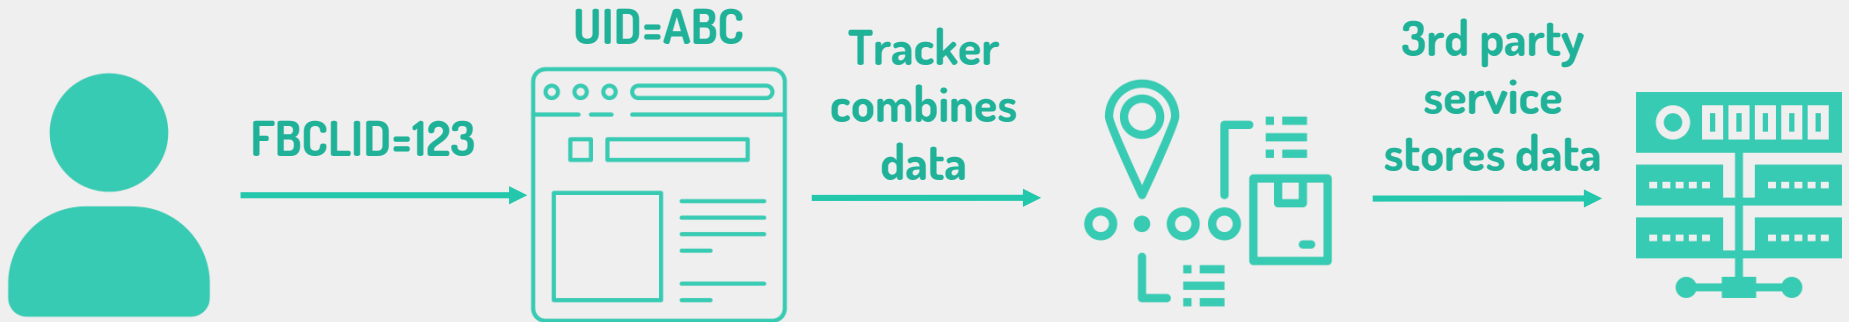 FBCLID=123
UID=ABC
Tracker
combines
data
3rd party
service
stores data